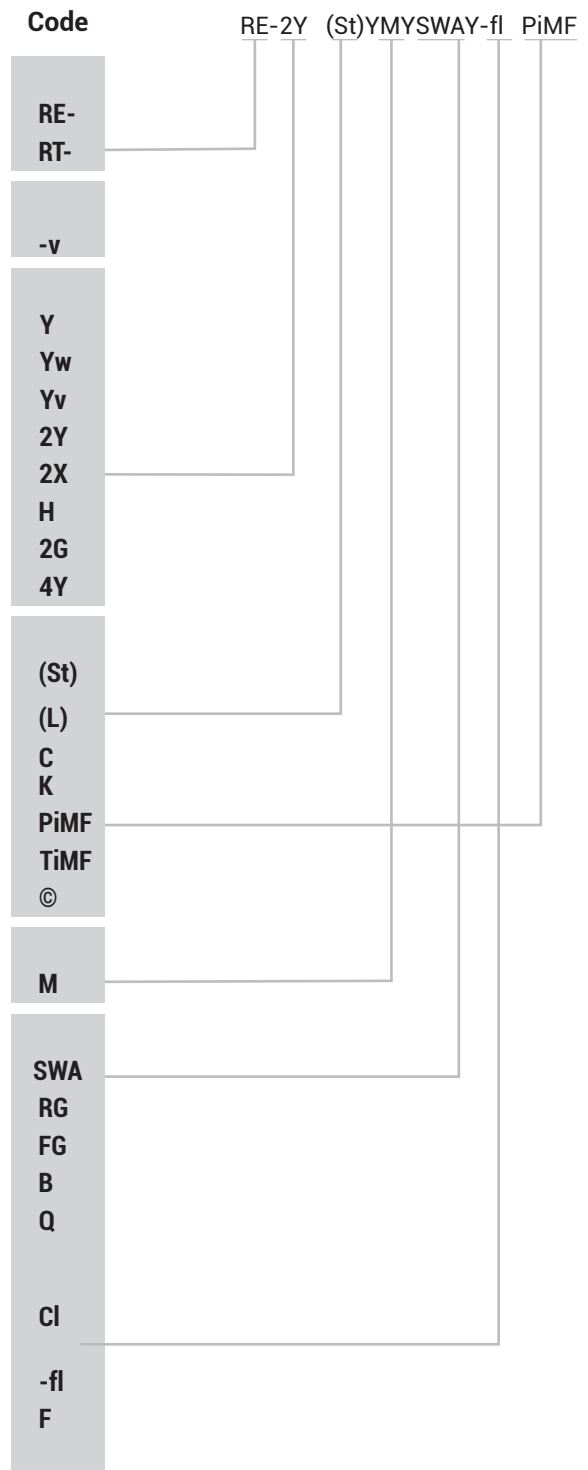 Code RE-2Y (St)YMYSWAY-fl PiMF
RE-
RT-
-v
Y
Yw
Yv
2Y
2X
H
2G
4Y
(St)
(L)
C
K
PiMF
TiMF
©
M
SWA
RG
FG
B
Q
Cl
-fl
F